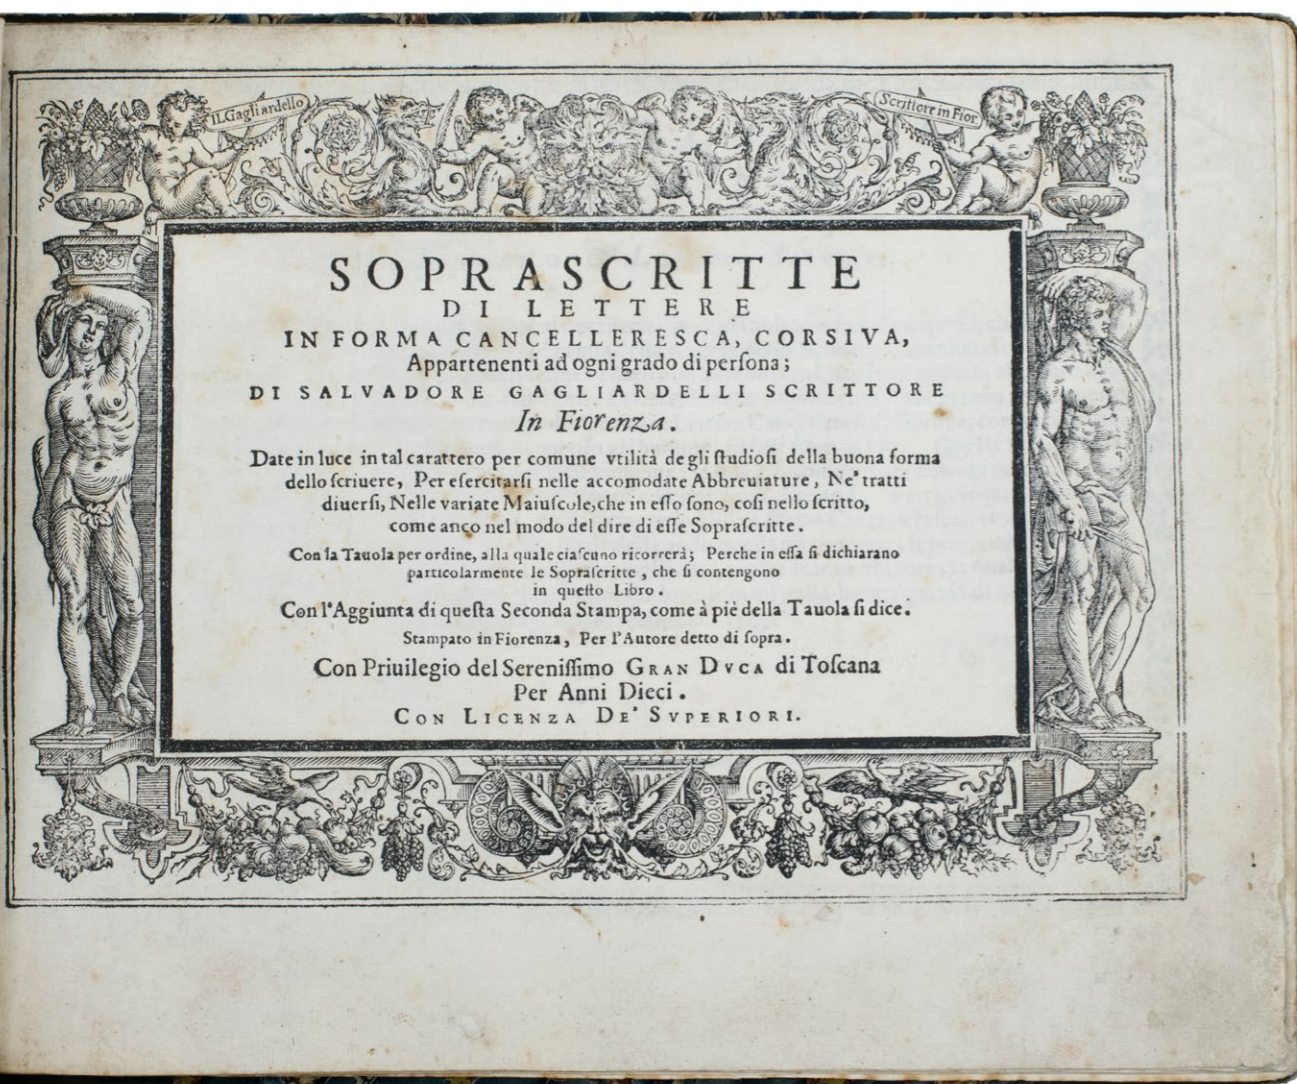 Il Gagliardello
Scrittore in Fior.
SOPRASCRITTE
DI LETTERE
IN FORMA CANCELLERESCA, CORSIVA,
Appartenenti ad ogni grado di perſona;
DI SALVADORE GAGLIARDELLI SCRITTORE
In Fiorenza.
Date in luce in tal carattero per comune vtilità degli ſtudioſi della buona forma
dello ſcriuere, Per eſercitarſi nelle accomodate Abbreuiature, Ne' tratti
diuerſi, Nelle variate Maiuſcole, che in eſſo ſono, coſi nello ſcritto,
come anco nel modo del dire di eſſe Sopraſcritte.
Con la Tauola per ordine, alla quale ciaſcuno ricorrerà; Perche in eſſa ſi dichiarano
particolarmente le Sopraſcritte, che ſi contengono
in queſto Libro.
Con l'Aggiunta di queſta Seconda Stampa, come à piè della Tauola ſi dice.
Stampato in Fiorenza, Per l'Autore detto di ſopra.
Con Priuilegio del Sereniſſimo GRAN DVCA di Toſcana
Per Anni Dieci.
CON LICENZA DE' SVPERIORI.